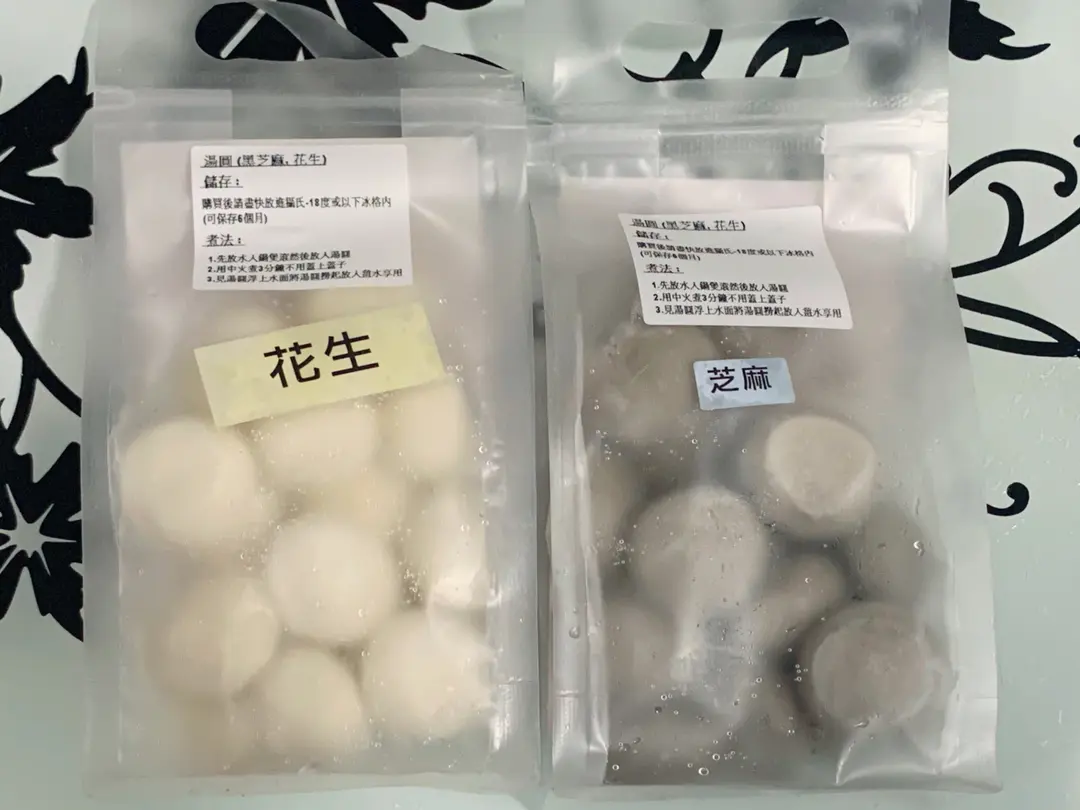 湯圓 (黑芝麻, 花生)
儲存：
購買後請盡快放進攝氏-18度或以下冰格內
(可保存6個月)
煮法：
1.先放水入鍋煲滾然後放入湯圓
2.用中火煮3分鐘不用蓋上蓋子
3.見湯圓浮上水面將湯圓撈起放入糖水享用
花生
湯圓 (黑芝麻, 花生)
儲存：
購買後請盡快放進攝氏-18度或以下冰格內
(可保存6個月)
煮法：
1.先放水入鍋煲滾然後放入湯圓
2.用中火煮3分鐘不用蓋上蓋子
3.見湯圓浮上水面將湯圓撈起放入糖水享用
芝麻